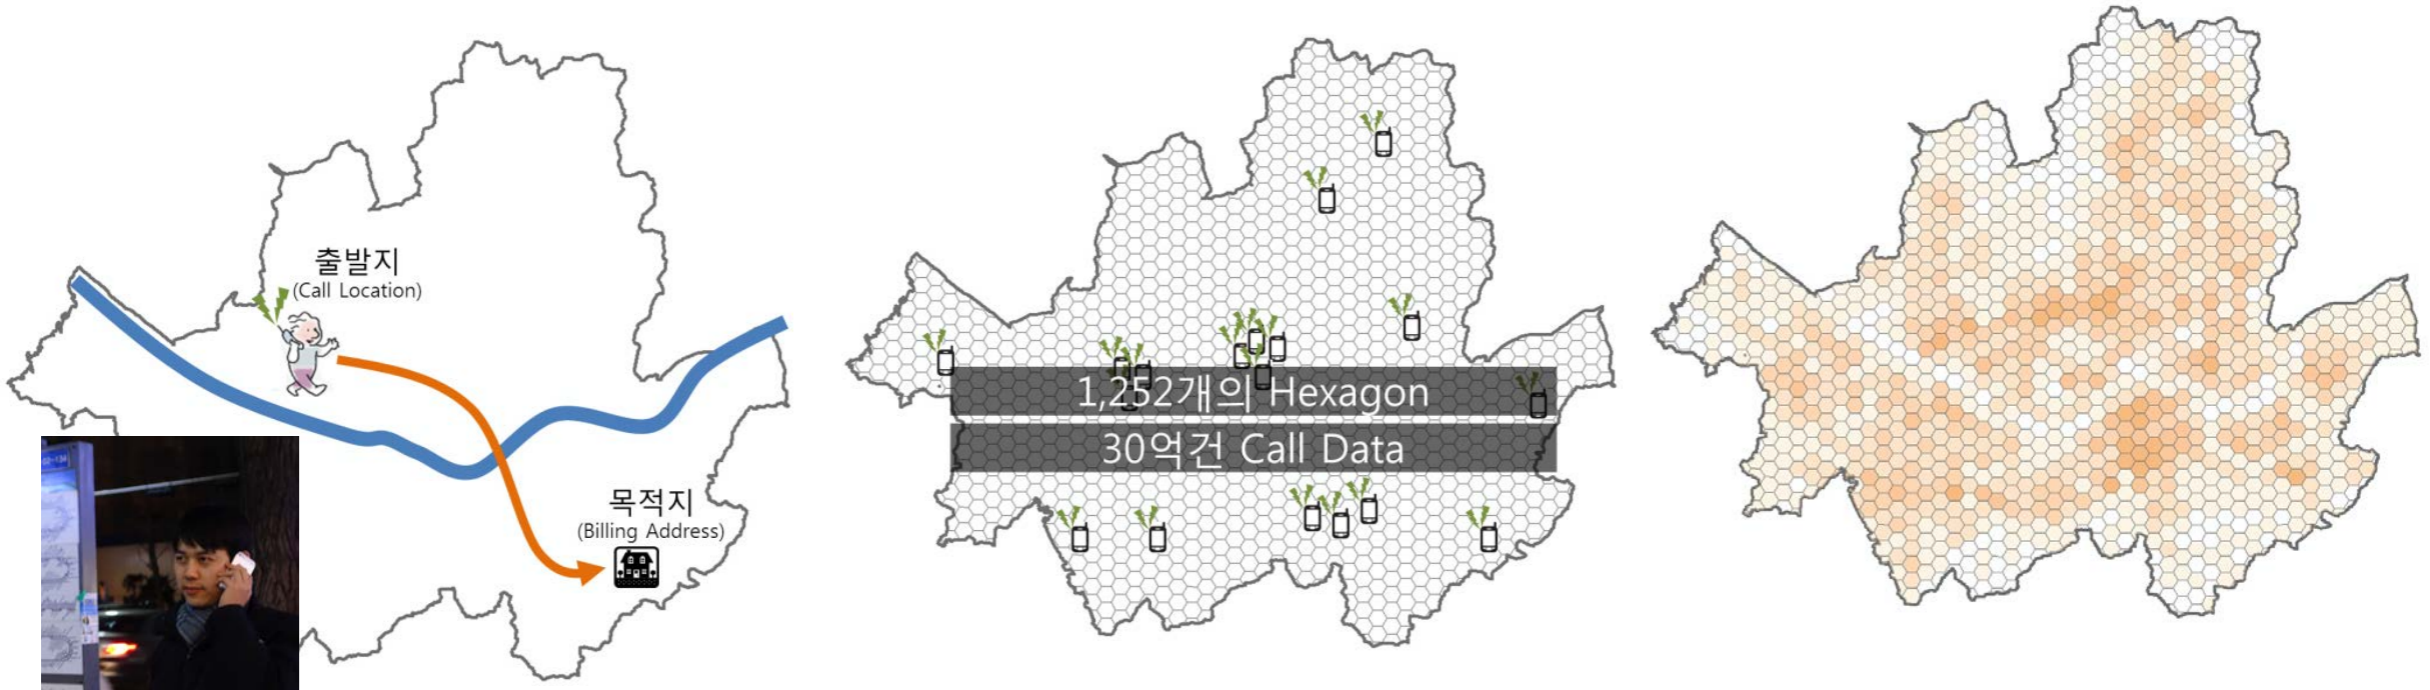 출발지
(Call Location)
목적지
(Billing Address)
1,252개의 Hexagon
30억건 Call Data